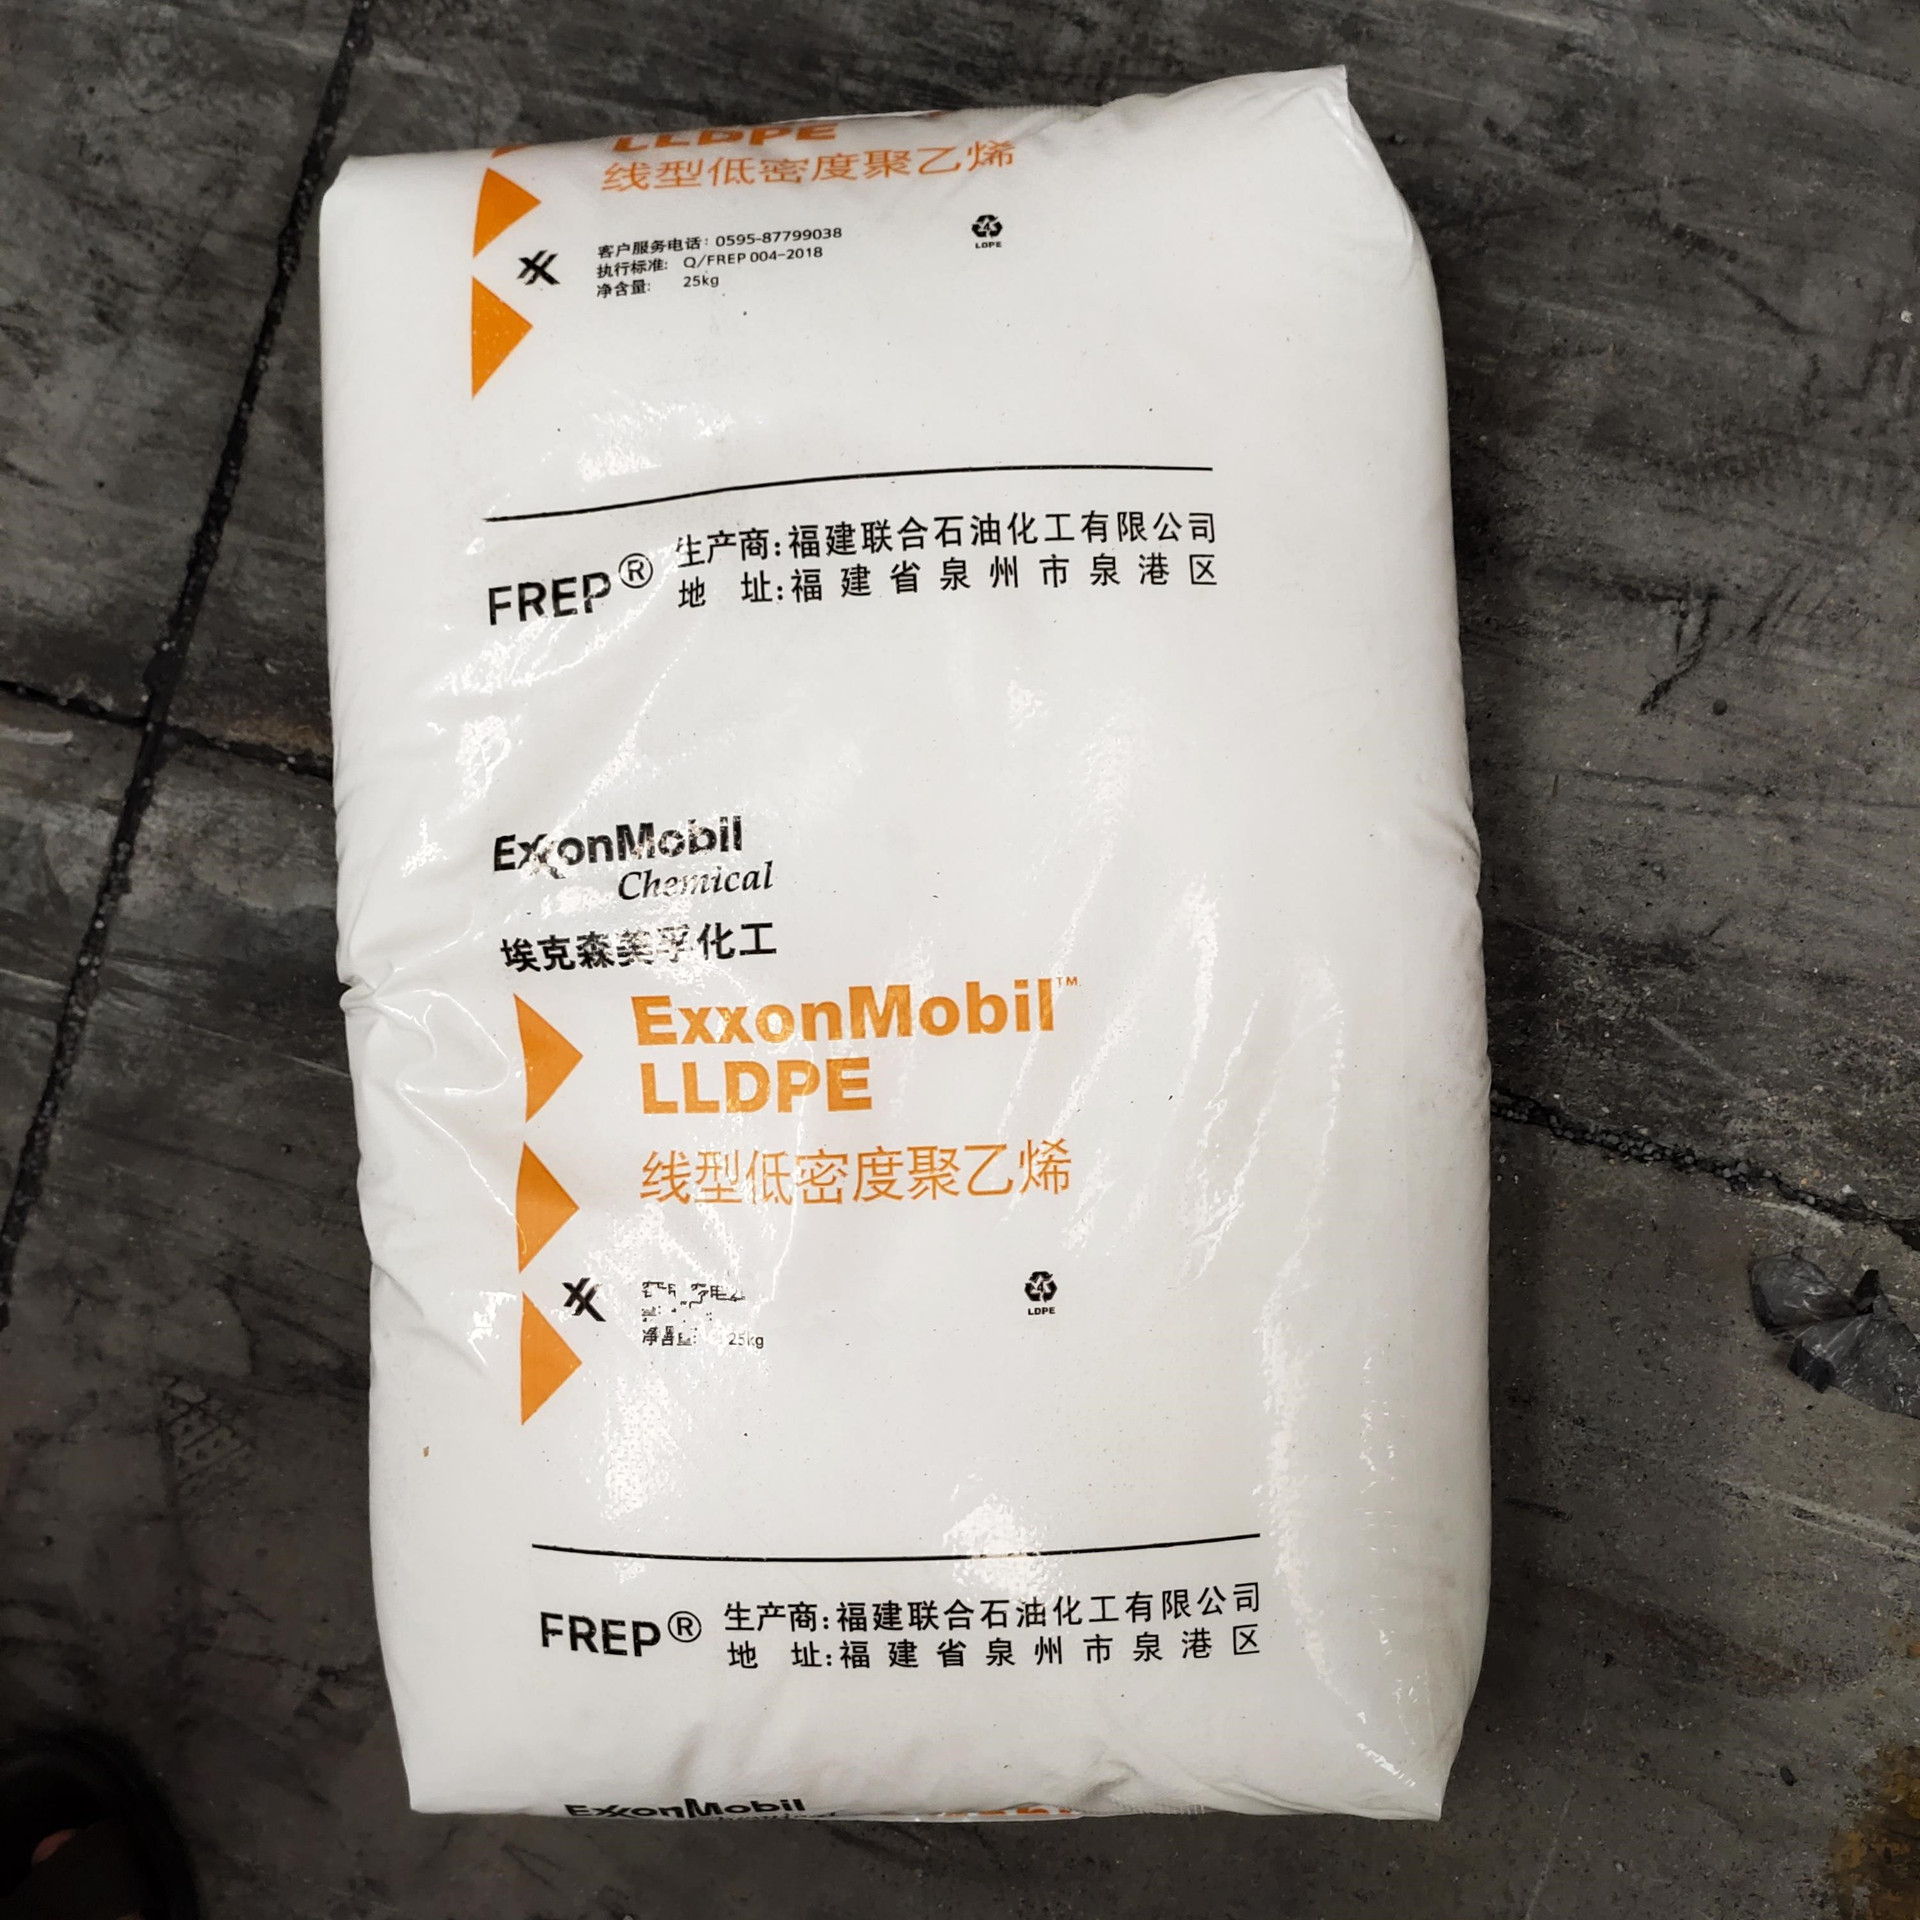 LLDPE
线型低密度聚乙烯
客户服务电话: 0595-87799038
执行标准: Q/FREP 004-2018
净含量: 25kg
LDPE
FREP® 生产商:福建联合石油化工有限公司
地 址:福建省泉州市泉港区
ExxonMobil
Chemical
埃克森美孚化工
ExxonMobil™
LLDPE
线型低密度聚乙烯
净含量: 25kg
4
LDPE
FREP® 生产商:福建联合石油化工有限公司
地 址:福建省泉州市泉港区
ExxonMobil